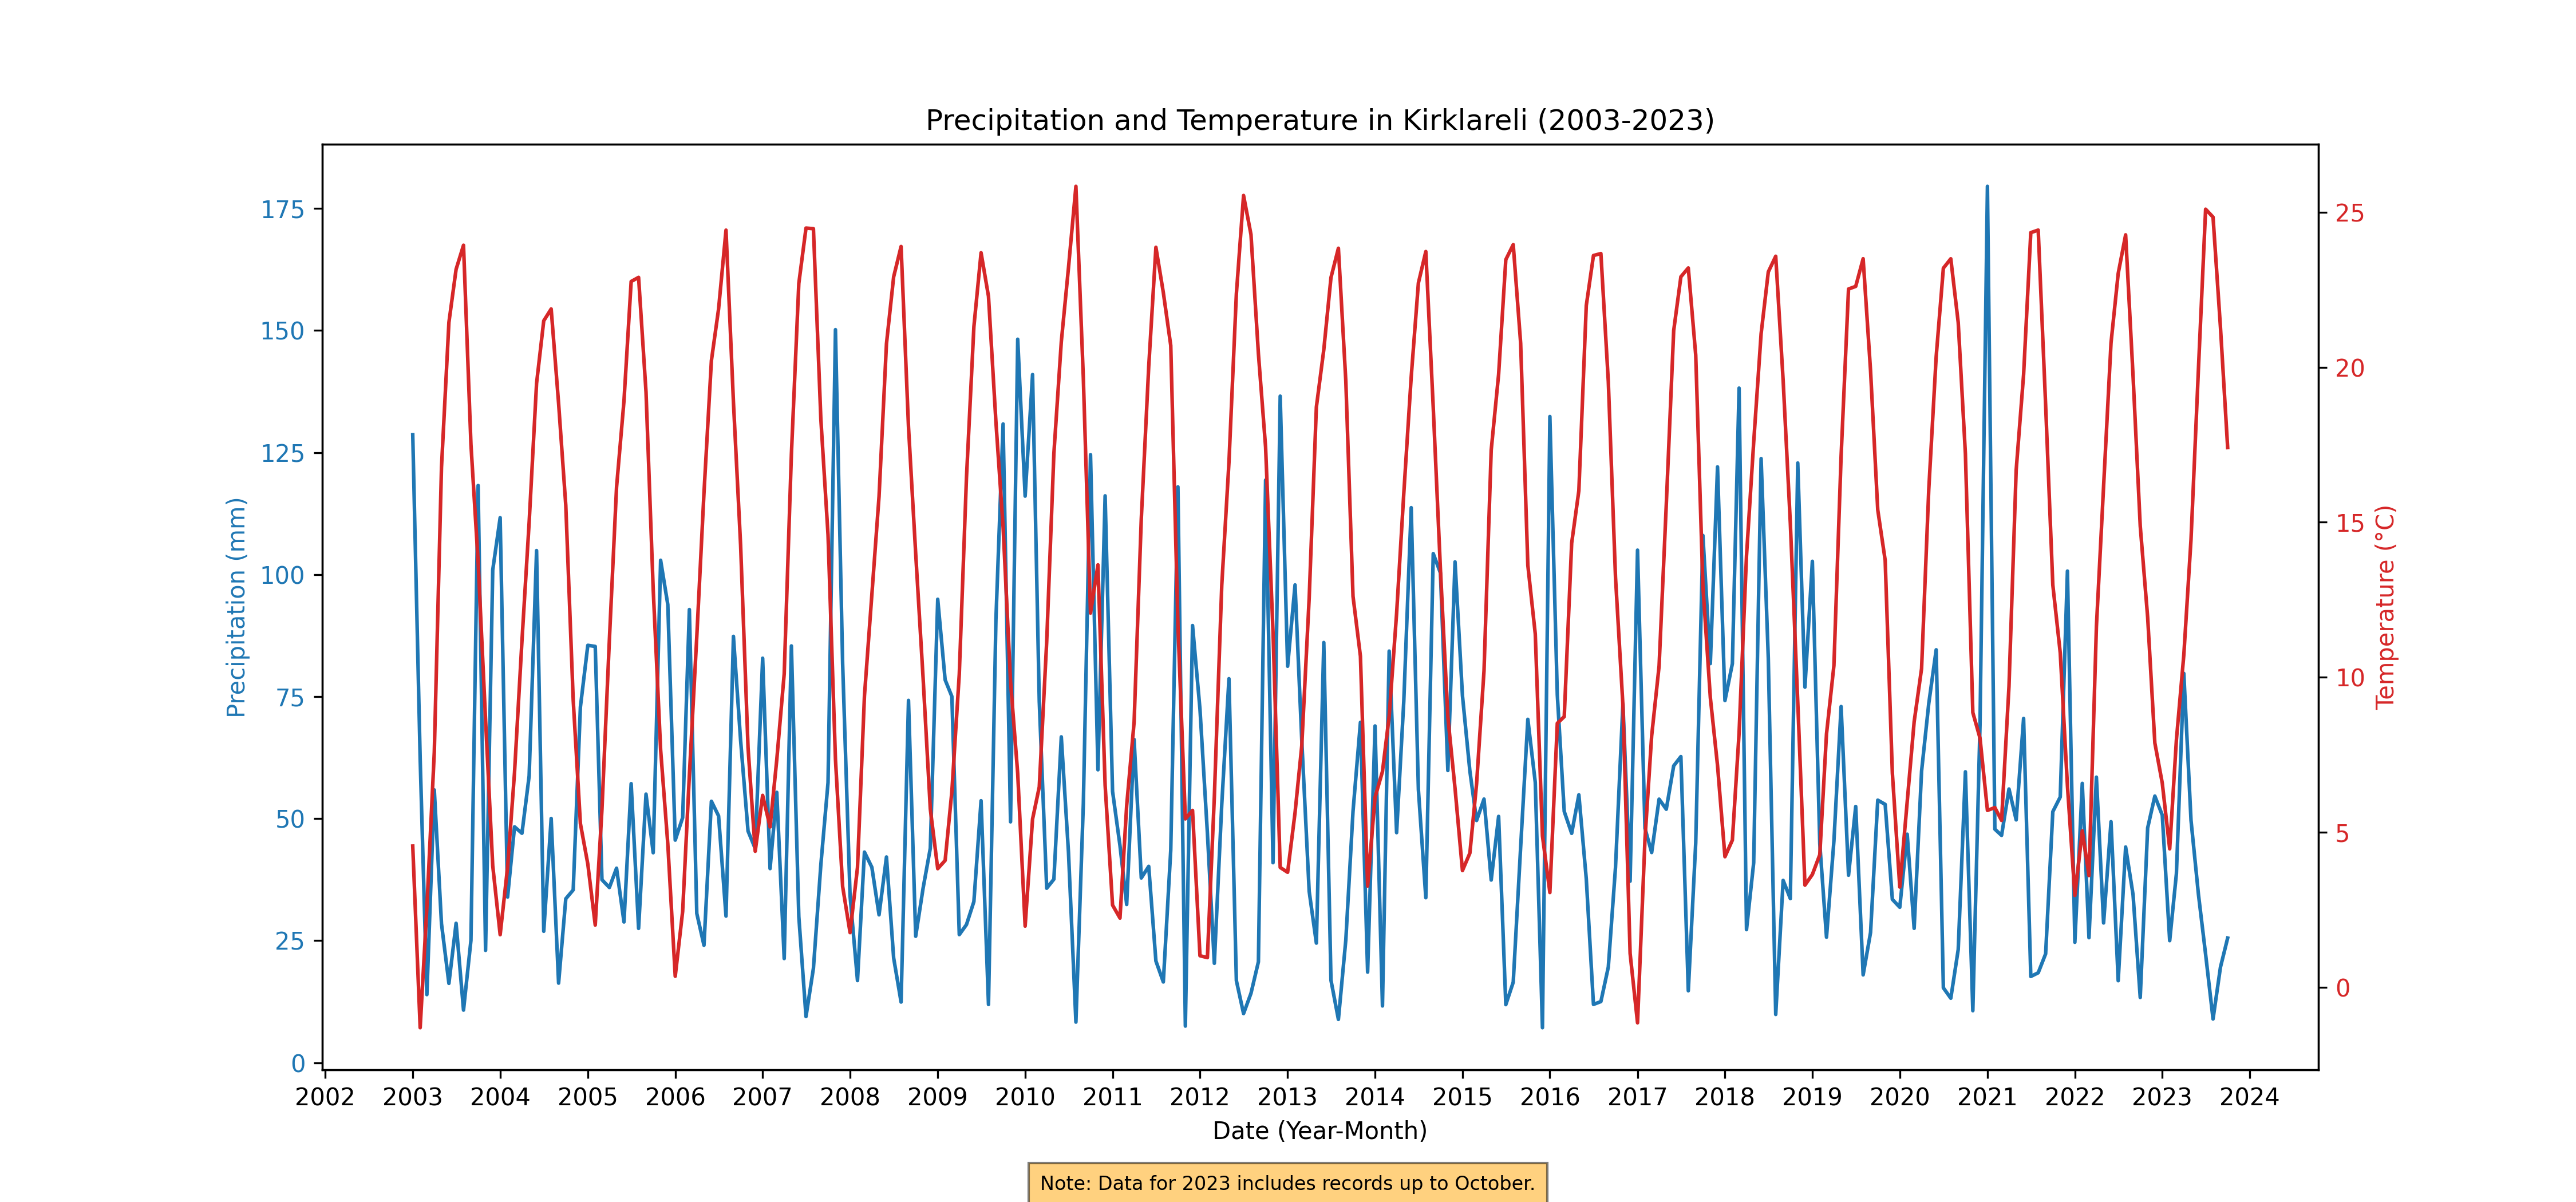 Precipitation and Temperature in Kirklareli (2003-2023)
175
150
125
100
75
50
25
0
Precipitation (mm)
25
20
15
10
5
0
Temperature (°C)
2002 2003 2004 2005 2006 2007 2008 2009 2010 2011 2012 2013 2014 2015 2016 2017 2018 2019 2020 2021 2022 2023 2024
Date (Year-Month)
Note: Data for 2023 includes records up to October.